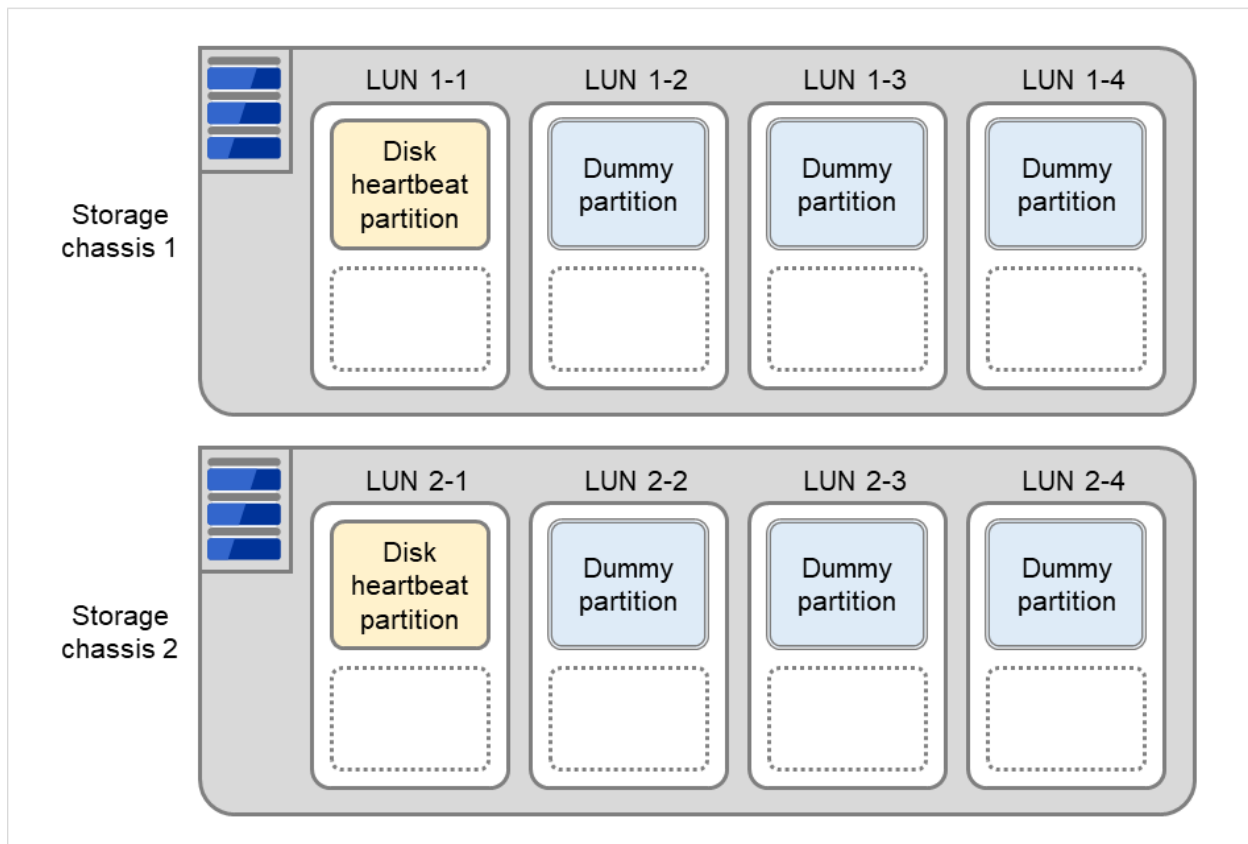 LUN 1-1 LUN 1-2 LUN 1-3 LUN 1-4
Disk
heartbeat
partition
Dummy
partition
Dummy
partition
Dummy
partition
Storage
chassis 1
LUN 2-1 LUN 2-2 LUN 2-3 LUN 2-4
Disk
heartbeat
partition
Dummy
partition
Dummy
partition
Dummy
partition
Storage
chassis 2